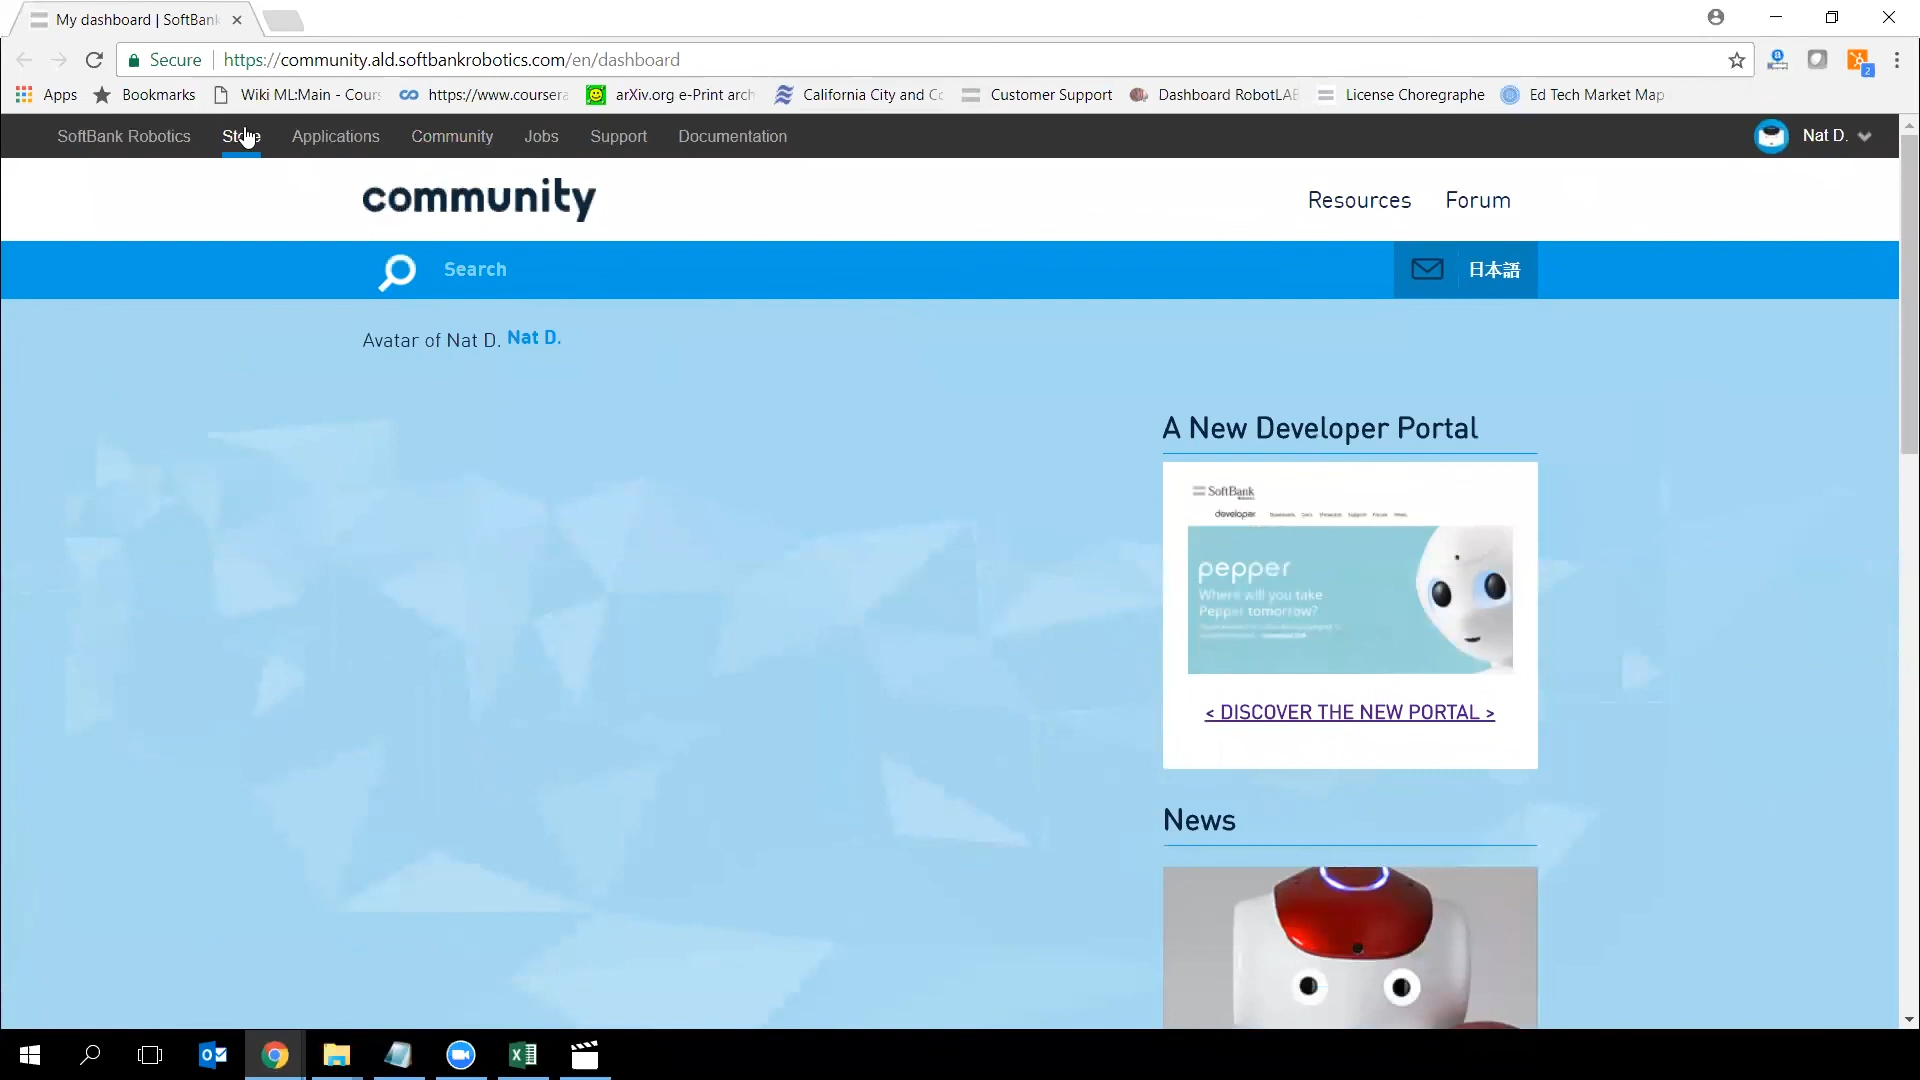 My dashboard | SoftBank
Secure https://community.ald.softbankrobotics.com/en/dashboard
Apps Bookmarks Wiki ML:Main - Cours https://www.coursera arXiv.org e-Print arch California City and Co Customer Support Dashboard RobotLAB License Choregraphe Ed Tech Market Map
2
SoftBank Robotics Store Applications Community Jobs Support Documentation Nat D.
community
Resources Forum
Search 日本語
Avatar of Nat D. Nat D.
A New Developer Portal
SoftBank
developer
pepper
Where will you take
Pepper tomorrow?
< DISCOVER THE NEW PORTAL >
News